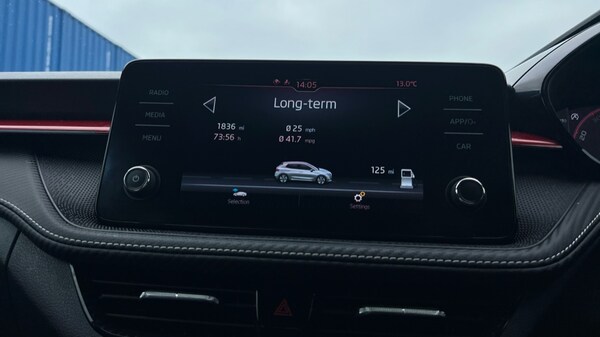 14:05 13.0°C
RADIO
MEDIA
MENU
Long-term
1836 mi Ø 25 mph
73:56 h Ø 41.7 mpg
125 mi
Selection Settings
PHONE
APP/
CAR